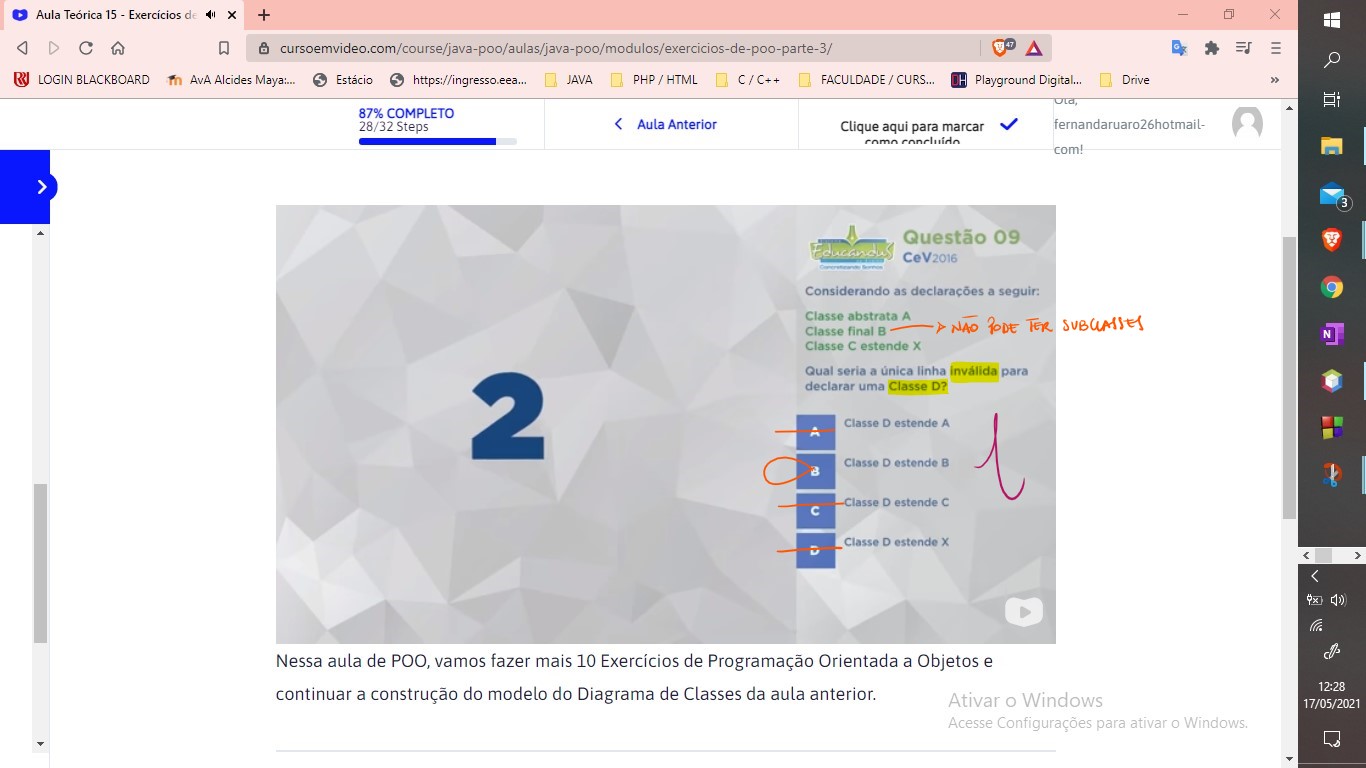 Aula Teórica 15 - Exercícios de
cursoemvideo.com/course/java-poo/aulas/java-poo/modulos/exercicios-de-poo-parte-3/
47
LOGIN BLACKBOARD
AvA Alcides Maya:...
Estácio
https://ingresso.eea...
JAVA
PHP / HTML
C / C++
FACULDADE / CURS...
Playground Digital...
Drive
»
87% COMPLETO
28/32 Steps
Aula Anterior
Clique aqui para marcar
como concluído
Olá,
fernandaruaro26hotmail-
com!
Educandus
Concretizando Sonhos
Questão 09
CeV2016
Considerando as declarações a seguir:
Classe abstrata A
Classe final B
NÃO PODE TER SUBCLASSES
Classe C estende X
Qual seria a única linha inválida para
declarar uma Classe D?
A Classe D estende A
B Classe D estende B
C Classe D estende C
D Classe D estende X
2
Nessa aula de POO, vamos fazer mais 10 Exercícios de Programação Orientada a Objetos e
continuar a construção do modelo do Diagrama de Classes da aula anterior.
Ativar o Windows
Acesse Configurações para ativar o Windows.
3
N
12:28
17/05/2021